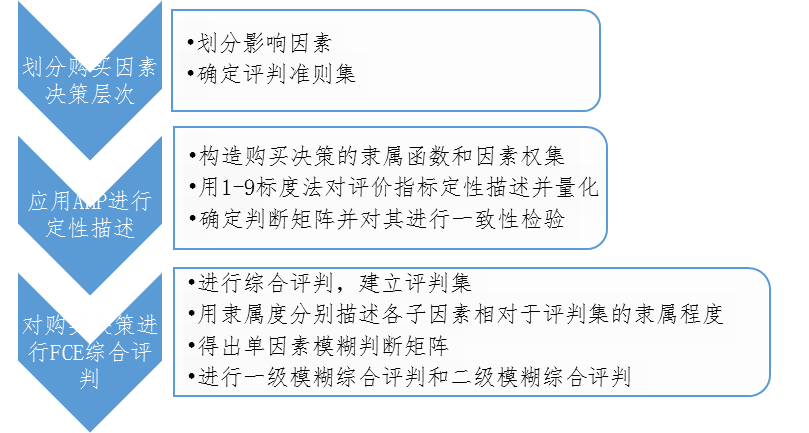 划分购买因素
决策层次
•划分影响因素
•确定评判准则集
应用AHP进行
定性描述
•构造购买决策的隶属函数和因素权集
•用1-9标度法对评价指标定性描述并量化
•确定判断矩阵并对其进行一致性检验
对购买决策进
行FCE综合评
判
•进行综合评判，建立评判集
•用隶属度分别描述各子因素相对于评判集的隶属程度
•得出单因素模糊判断矩阵
•进行一级模糊综合评判和二级模糊综合评判